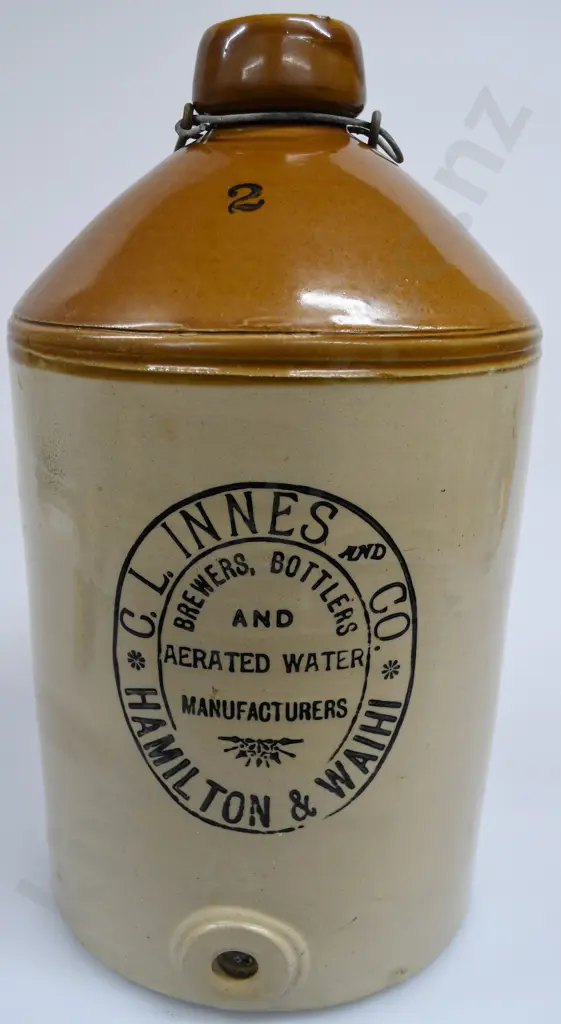 2
C. L. INNES AND CO.
BREWERS, BOTTLERS
AND
AERATED WATER
MANUFACTURERS
HAMILTON & WAIHI